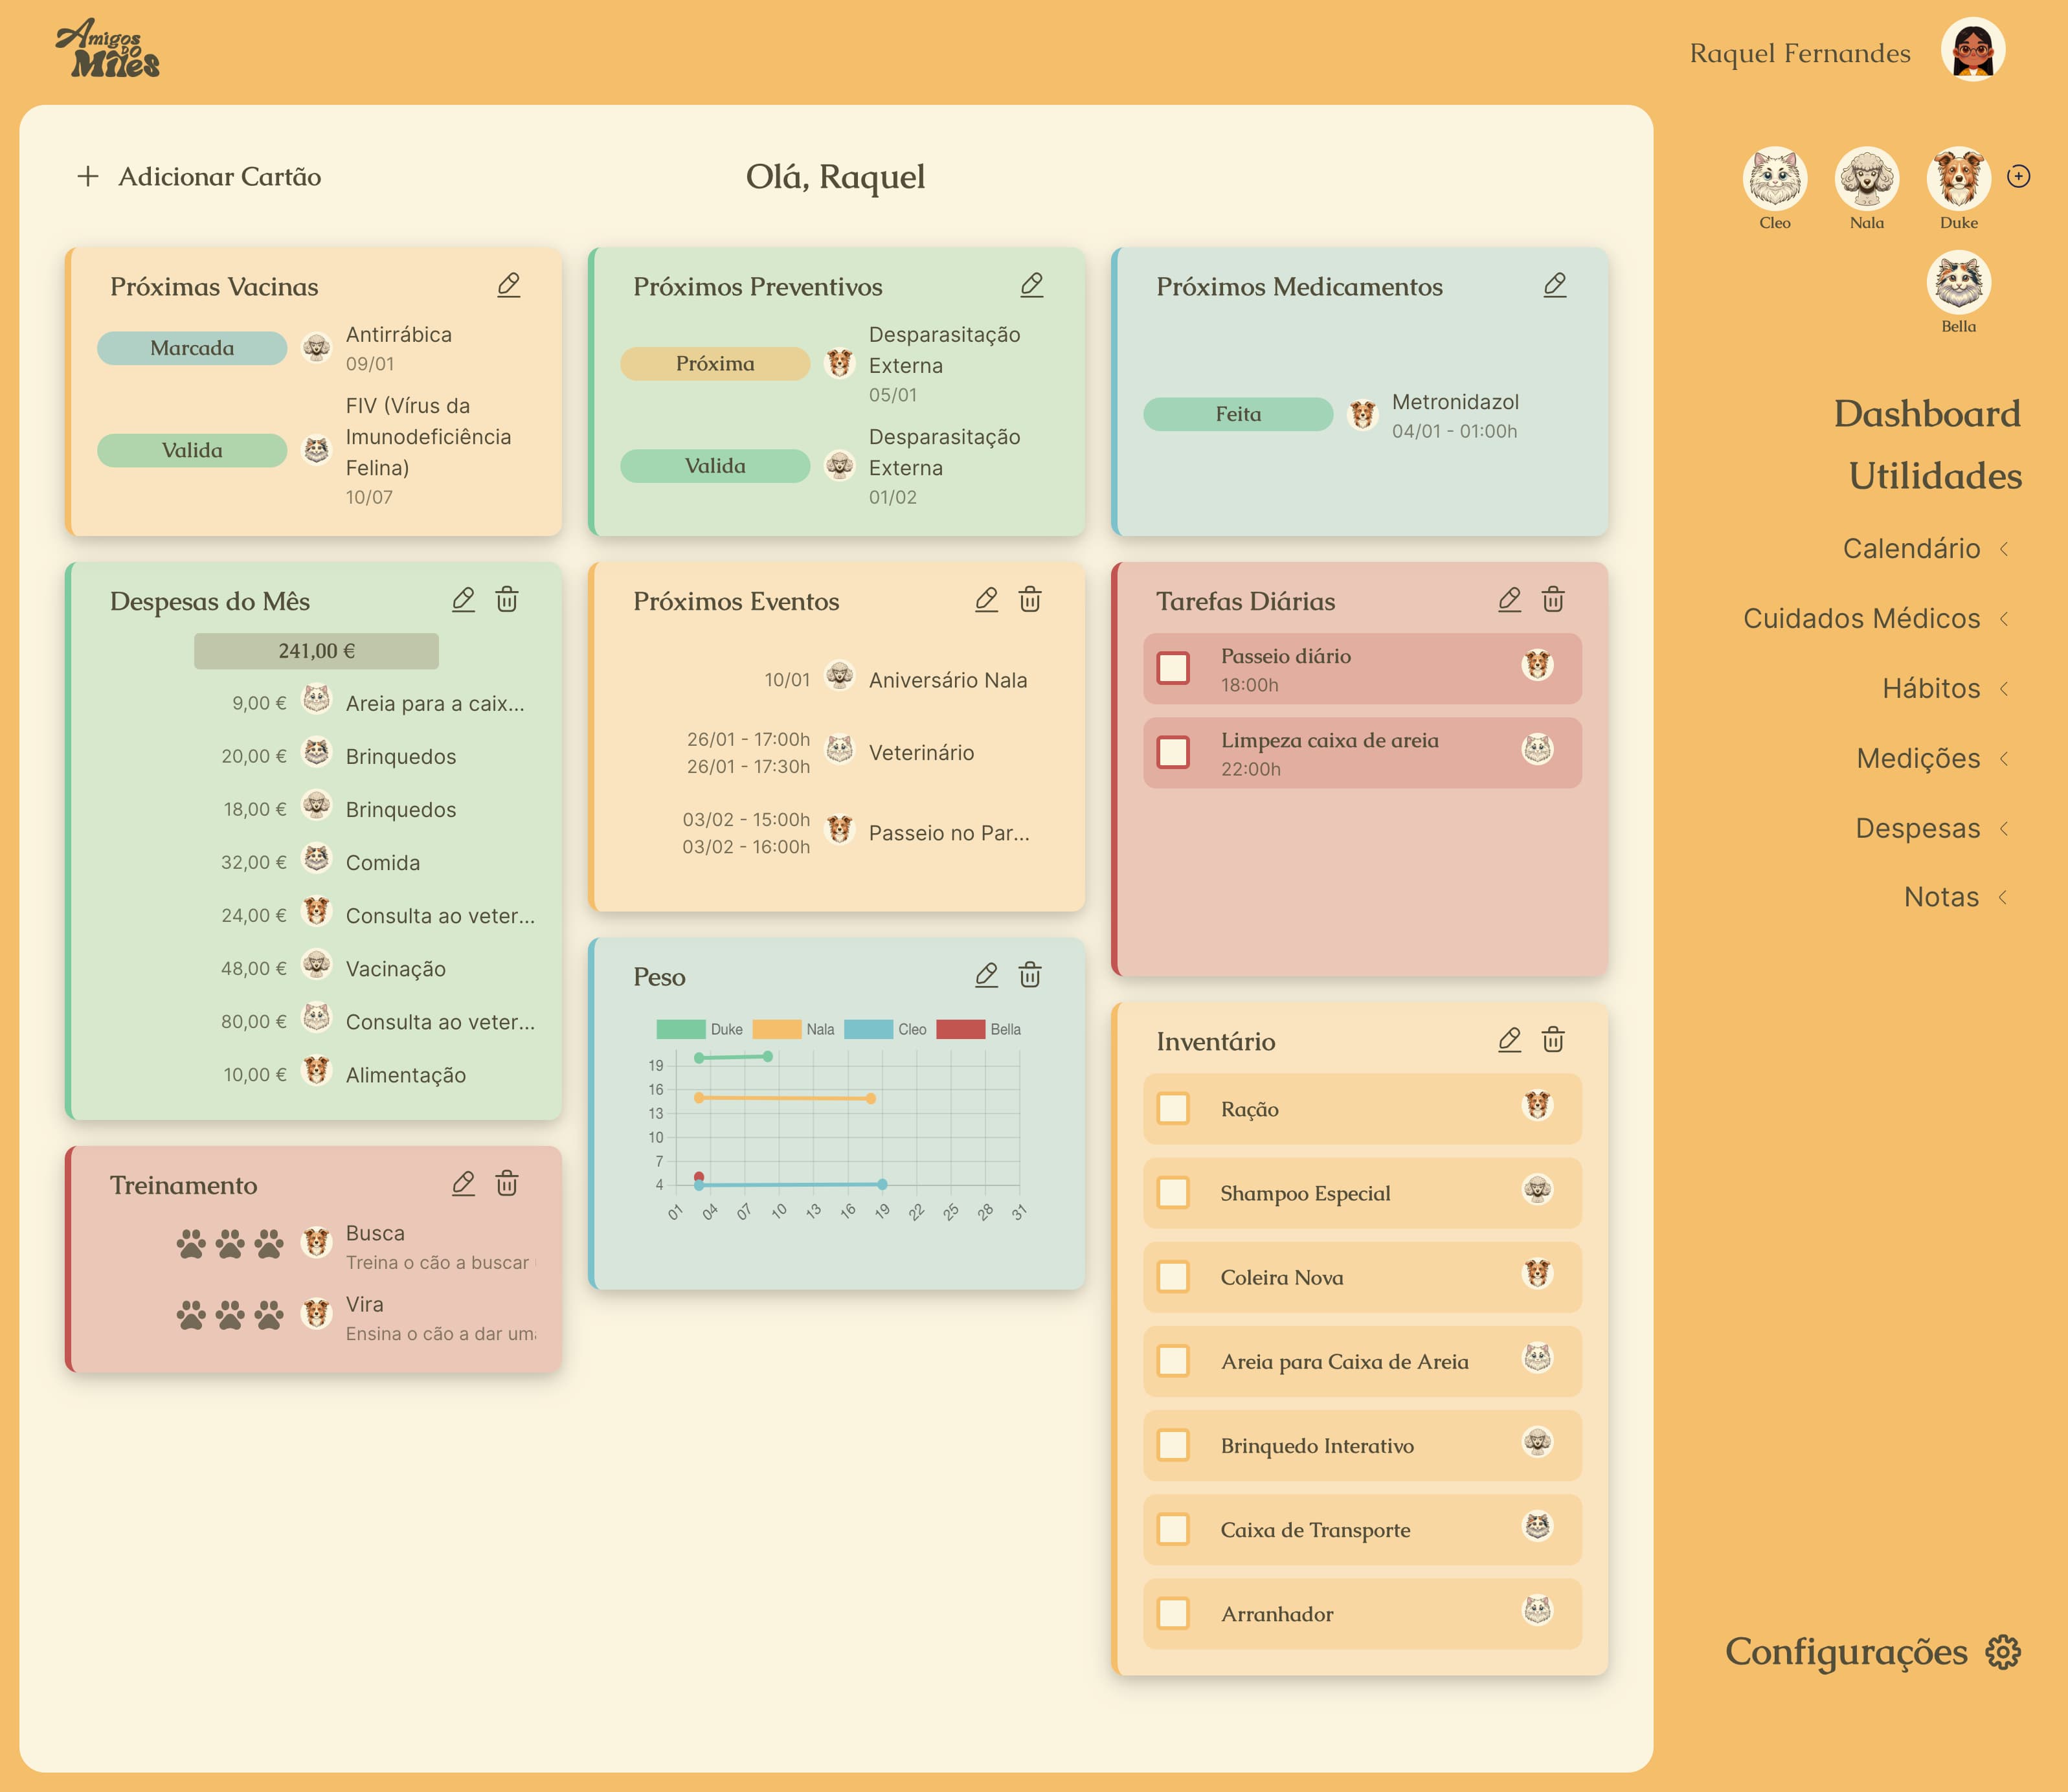 Amigos
DO
Miles
Raquel Fernandes
Adicionar Cartão
Olá, Raquel
Cleo
Nala
Duke
Bella
Próximas Vacinas
Marcada
Antirrábica
09/01
Valida
FIV (Vírus da
Imunodeficiência
Felina)
10/07
Próximos Preventivos
Próxima
Desparasitação
Externa
05/01
Valida
Desparasitação
Externa
01/02
Próximos Medicamentos
Feita
Metronidazol
04/01 - 01:00h
Despesas do Mês
241,00 €
9,00 € Areia para a caix...
20,00 € Brinquedos
18,00 € Brinquedos
32,00 € Comida
24,00 € Consulta ao veter...
48,00 € Vacinação
80,00 € Consulta ao veter...
10,00 € Alimentação
Treinamento
Busca
Treina o cão a buscar
Vira
Ensina o cão a dar uma
Próximos Eventos
10/01 Aniversário Nala
26/01 - 17:00h
26/01 - 17:30h
Veterinário
03/02 - 15:00h
03/02 - 16:00h
Passeio no Par...
Peso
Duke Nala Cleo Bella
19
16
13
10
7
4
01 04 07 10 13 16 19 22 25 28 31
Tarefas Diárias
Passeio diário
18:00h
Limpeza caixa de areia
22:00h
Inventário
Ração
Shampoo Especial
Coleira Nova
Areia para Caixa de Areia
Brinquedo Interativo
Caixa de Transporte
Arranhador
Dashboard
Utilidades
Calendário
Cuidados Médicos
Hábitos
Medições
Despesas
Notas
Configurações